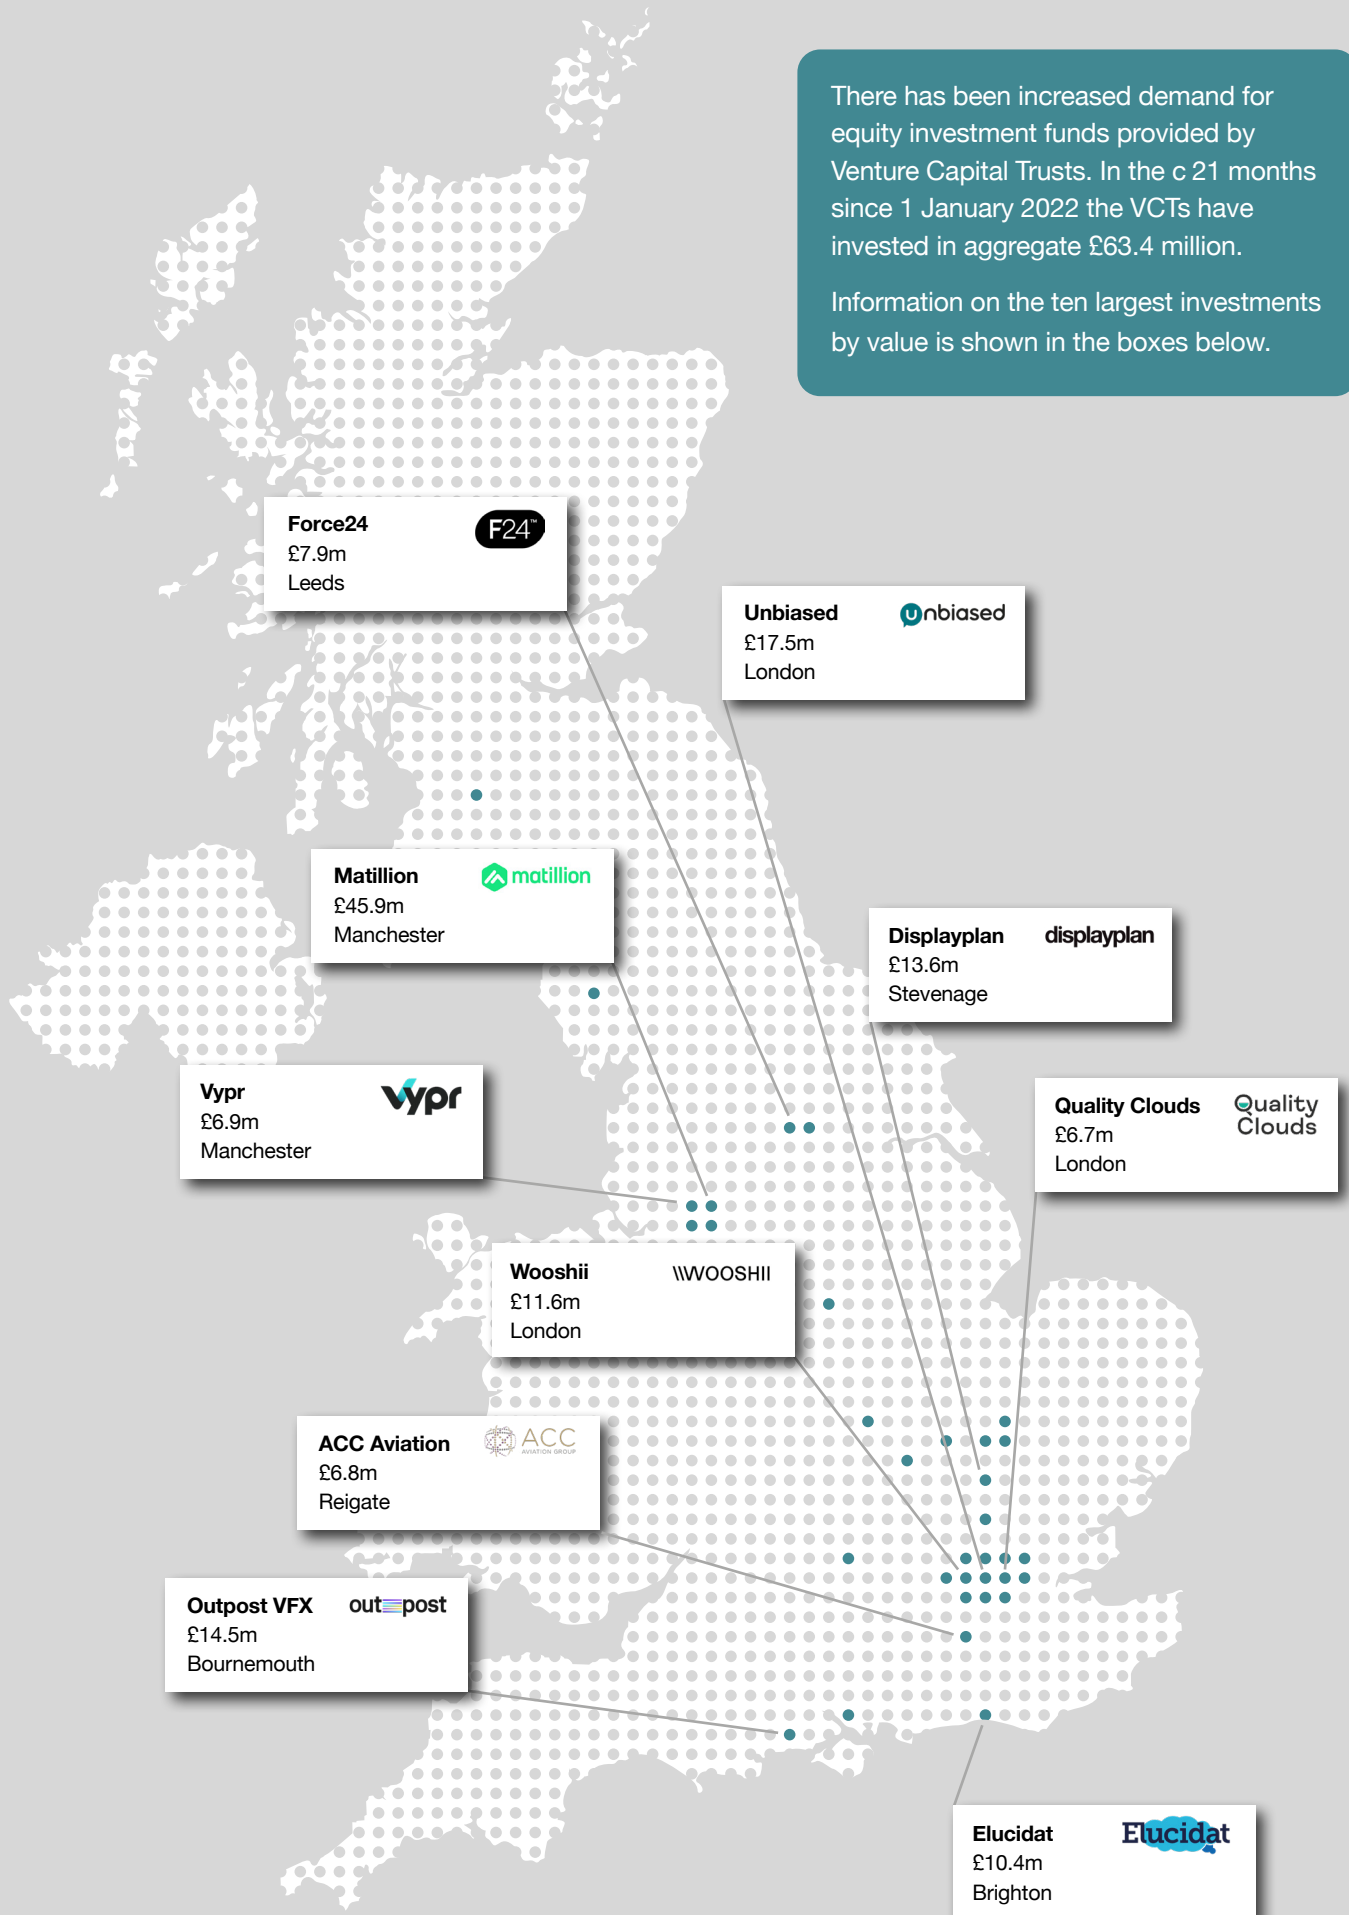 There has been increased demand for
equity investment funds provided by
Venture Capital Trusts. In the c 21 months
since 1 January 2022 the VCTs have
invested in aggregate £63.4 million.
Information on the ten largest investments
by value is shown in the boxes below.
Force24
£7.9m
Leeds
F24™
Unbiased
£17.5m
London
unbiased
Matillion
£45.9m
Manchester
matillion
Displayplan
£13.6m
Stevenage
displayplan
Vypr
£6.9m
Manchester
vypr
Quality Clouds
£6.7m
London
Quality
Clouds
Wooshii
£11.6m
London
WOOSHII
ACC Aviation
£6.8m
Reigate
ACC
AVIATION GROUP
Outpost VFX
£14.5m
Bournemouth
outpost
Elucidat
£10.4m
Brighton
Elucidat